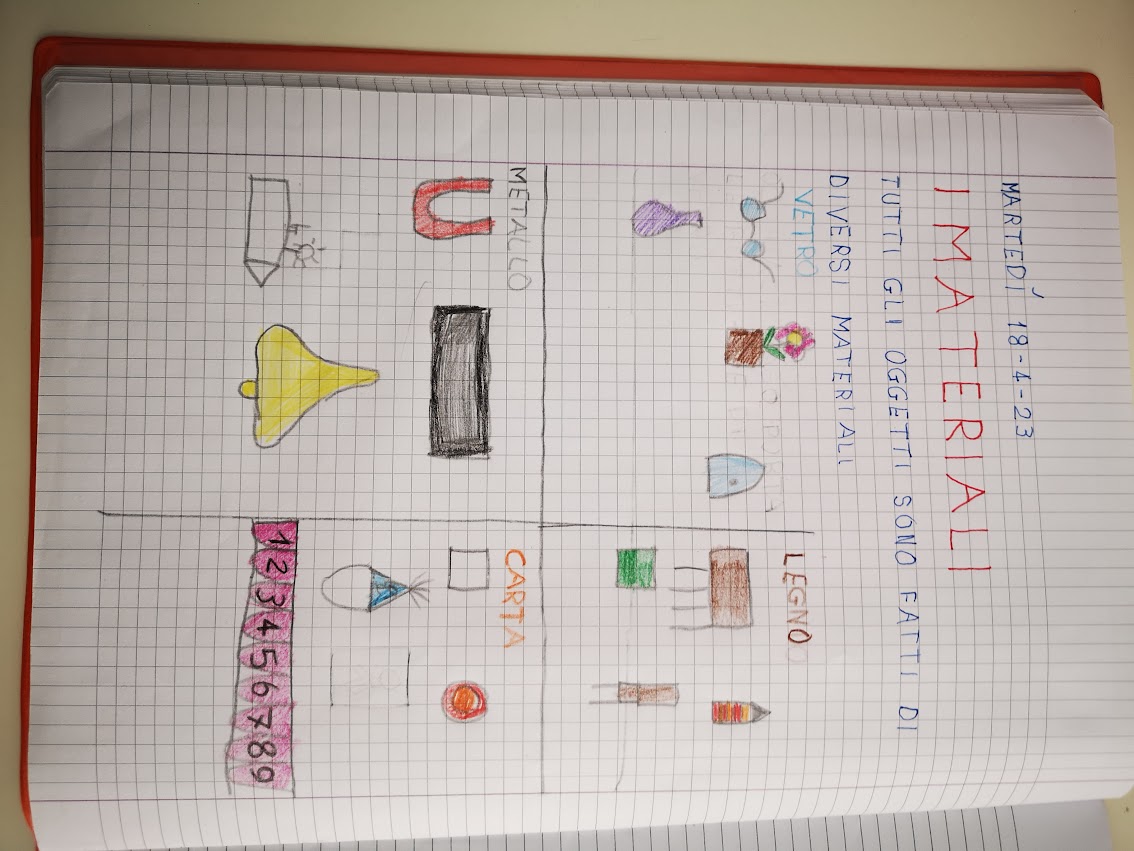 MARTEDÍ 18-4-23
I MATERIALI
TUTTI GLI OGGETTI SONO FATTI DI
DIVERSI MATERIALI
VETRO
LEGNO
METALLO
CARTA
1 2 3 4 5 6 7 8 9